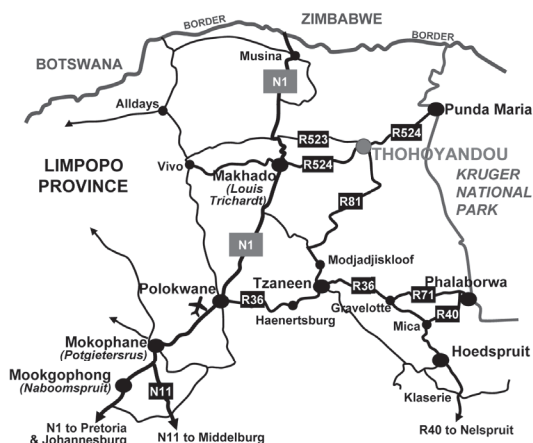 BORDER
ZIMBABWE
BORDER
BOTSWANA
Musina
N1
Alldays
Punda Maria
R523
R524
THOHOYANDOU
LIMPOPO
PROVINCE
Vivo
R524
Makhado
(Louis
Trichardt)
KRUGER
NATIONAL
PARK
R81
N1
Modjadjiskloof
Polokwane
Tzaneen
R36
Phalaborwa
R36
R71
Gravelotte
Haenertsburg
R40
Mica
Mokophane
(Potgietersrus)
Hoedspruit
Mookgophong
(Naboomspruit)
N11
Klaserie
N1 to Pretoria
& Johannesburg
N11 to Middelburg
R40 to Nelspruit